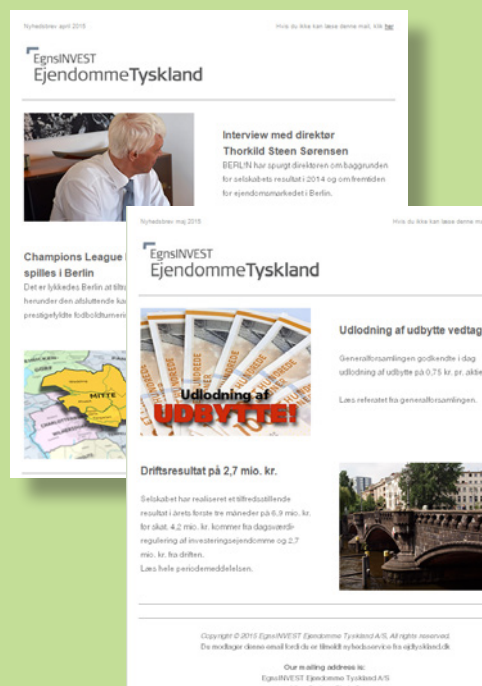 Nyhedsbrev april 2015
Hvis du ikke kan læse denne mail, klik her
EgnsINVEST
EjendommeTyskland
Interview med direktør
Thorkild Steen Sørensen
BERL!N har spurgt direktøren om baggrunden
for selskabets resultat i 2014 og om fremtiden
for ejendomsmarkedet i Berlin.
Champions League
spilles i Berlin
Det er lykkedes Berlin at
herunder den afsluttende
prestigefyldte
MITTE
Nyhedsbrev maj 2015
Hvis du ikke kan læse denne
EgnsINVEST
EjendommeTyskland
Udlodning af
UDBYTTE!
Udlodning af udbytte vedtag
Generalforsamlingen godkendte i dag
udlodning af udbytte på 0,75 kr. pr. aktie
Læs referatet fra generalforsamlingen.
Driftsresultat på 2,7 mio. kr.
Selskabet har realiseret et tilfredsstillende
resultat i årets første tre måneder på 6,9 mio. kr.
før skat. 4,2 mio. kr. kommer fra dagsværdi-
regulering af investeringsejendomme og 2,7
mio. kr. fra driften.
Læs hele periodemeddelelsen.
Copyright © 2015 EgnsINVEST Ejendomme Tyskland A/S, All rights reserved.
Du modtager denne email fordi du er tilmeldt nyhedsservice fra ejdtyskland.dk
Our mailing address is:
EgnsINVEST Ejendomme Tyskland A/S